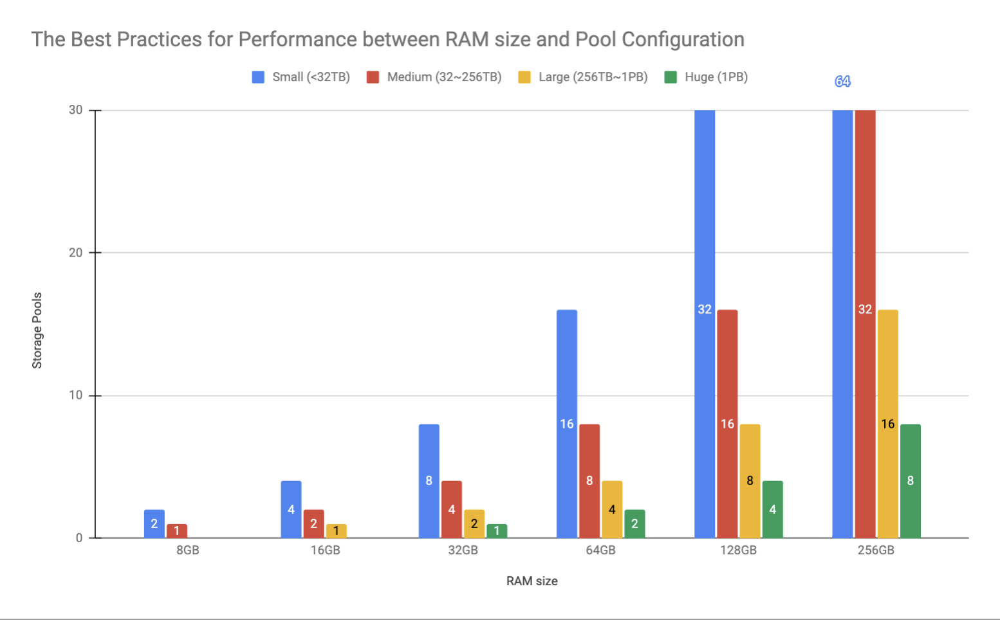 The Best Practices for Performance between RAM size and Pool Configuration
Small (<32TB) Medium (32~256TB) Large (256TB~1PB) Huge (1PB)
64
30
20
10
0
Storage Pools
2 1
4 2 1
8 4 2 1
16 8 4 2
32 16 8 4
32 16 8
8GB 16GB 32GB 64GB 128GB 256GB
RAM size